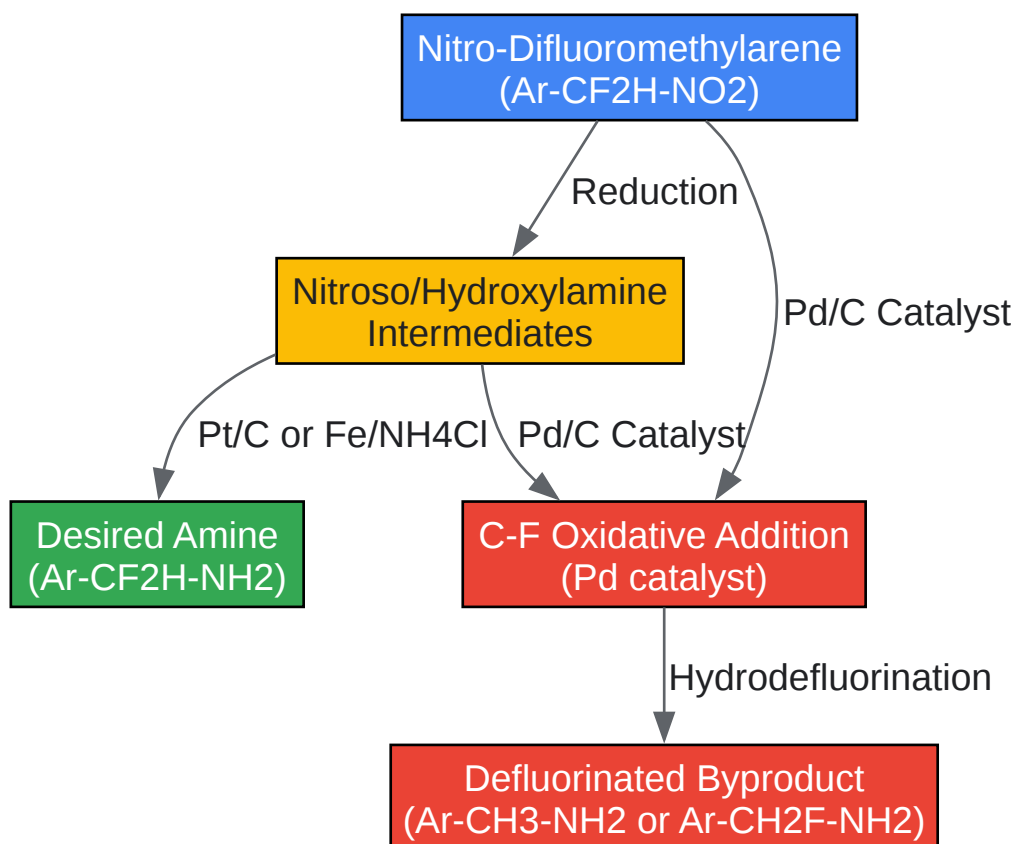 Nitro-Difluoromethylarene
(Ar-CF2H-NO2)
Reduction
Nitroso/Hydroxylamine
Intermediates
Pd/C Catalyst
Pt/C or Fe/NH4Cl
Pd/C Catalyst
Desired Amine
(Ar-CF2H-NH2)
C-F Oxidative Addition
(Pd catalyst)
Hydrodefluorination
Defluorinated Byproduct
(Ar-CH3-NH2 or Ar-CH2F-NH2)